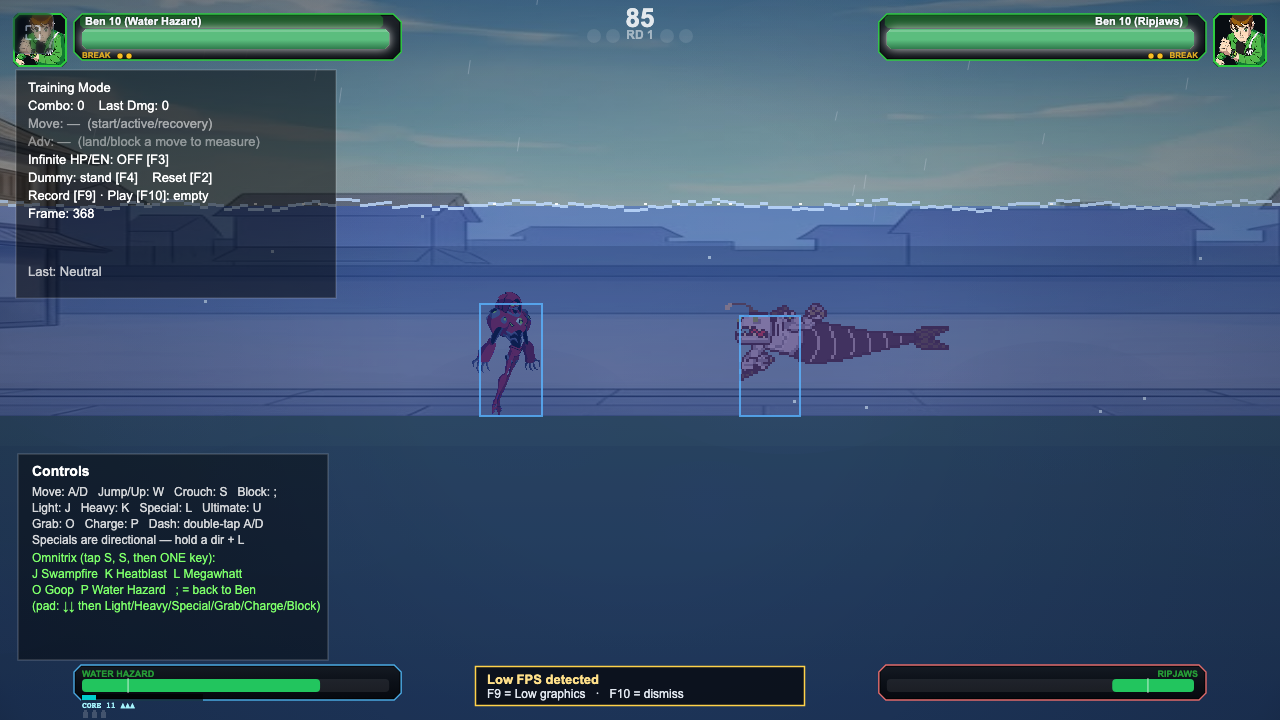 Ben 10 (Water Hazard)
BREAK
85
RD 1
Ben 10 (Ripjaws)
BREAK
Training Mode
Combo: 0    Last Dmg: 0
Move: —  (start/active/recovery)
Adv: —  (land/block a move to measure)
Infinite HP/EN: OFF [F3]
Dummy: stand [F4]    Reset [F2]
Record [F9] · Play [F10]: empty
Frame: 368
Last: Neutral
Controls
Move: A/D   Jump/Up: W   Crouch: S   Block: ;
Light: J   Heavy: K   Special: L   Ultimate: U
Grab: O   Charge: P   Dash: double-tap A/D
Specials are directional — hold a dir + L
Omnitrix (tap S, S, then ONE key):
J Swampfire  K Heatblast  L Megawhatt
O Goop  P Water Hazard   ; = back to Ben
(pad: ↓↓ then Light/Heavy/Special/Grab/Charge/Block)
WATER HAZARD
CORE 11 ▲▲▲
Low FPS detected
F9 = Low graphics   ·   F10 = dismiss
RIPJAWS